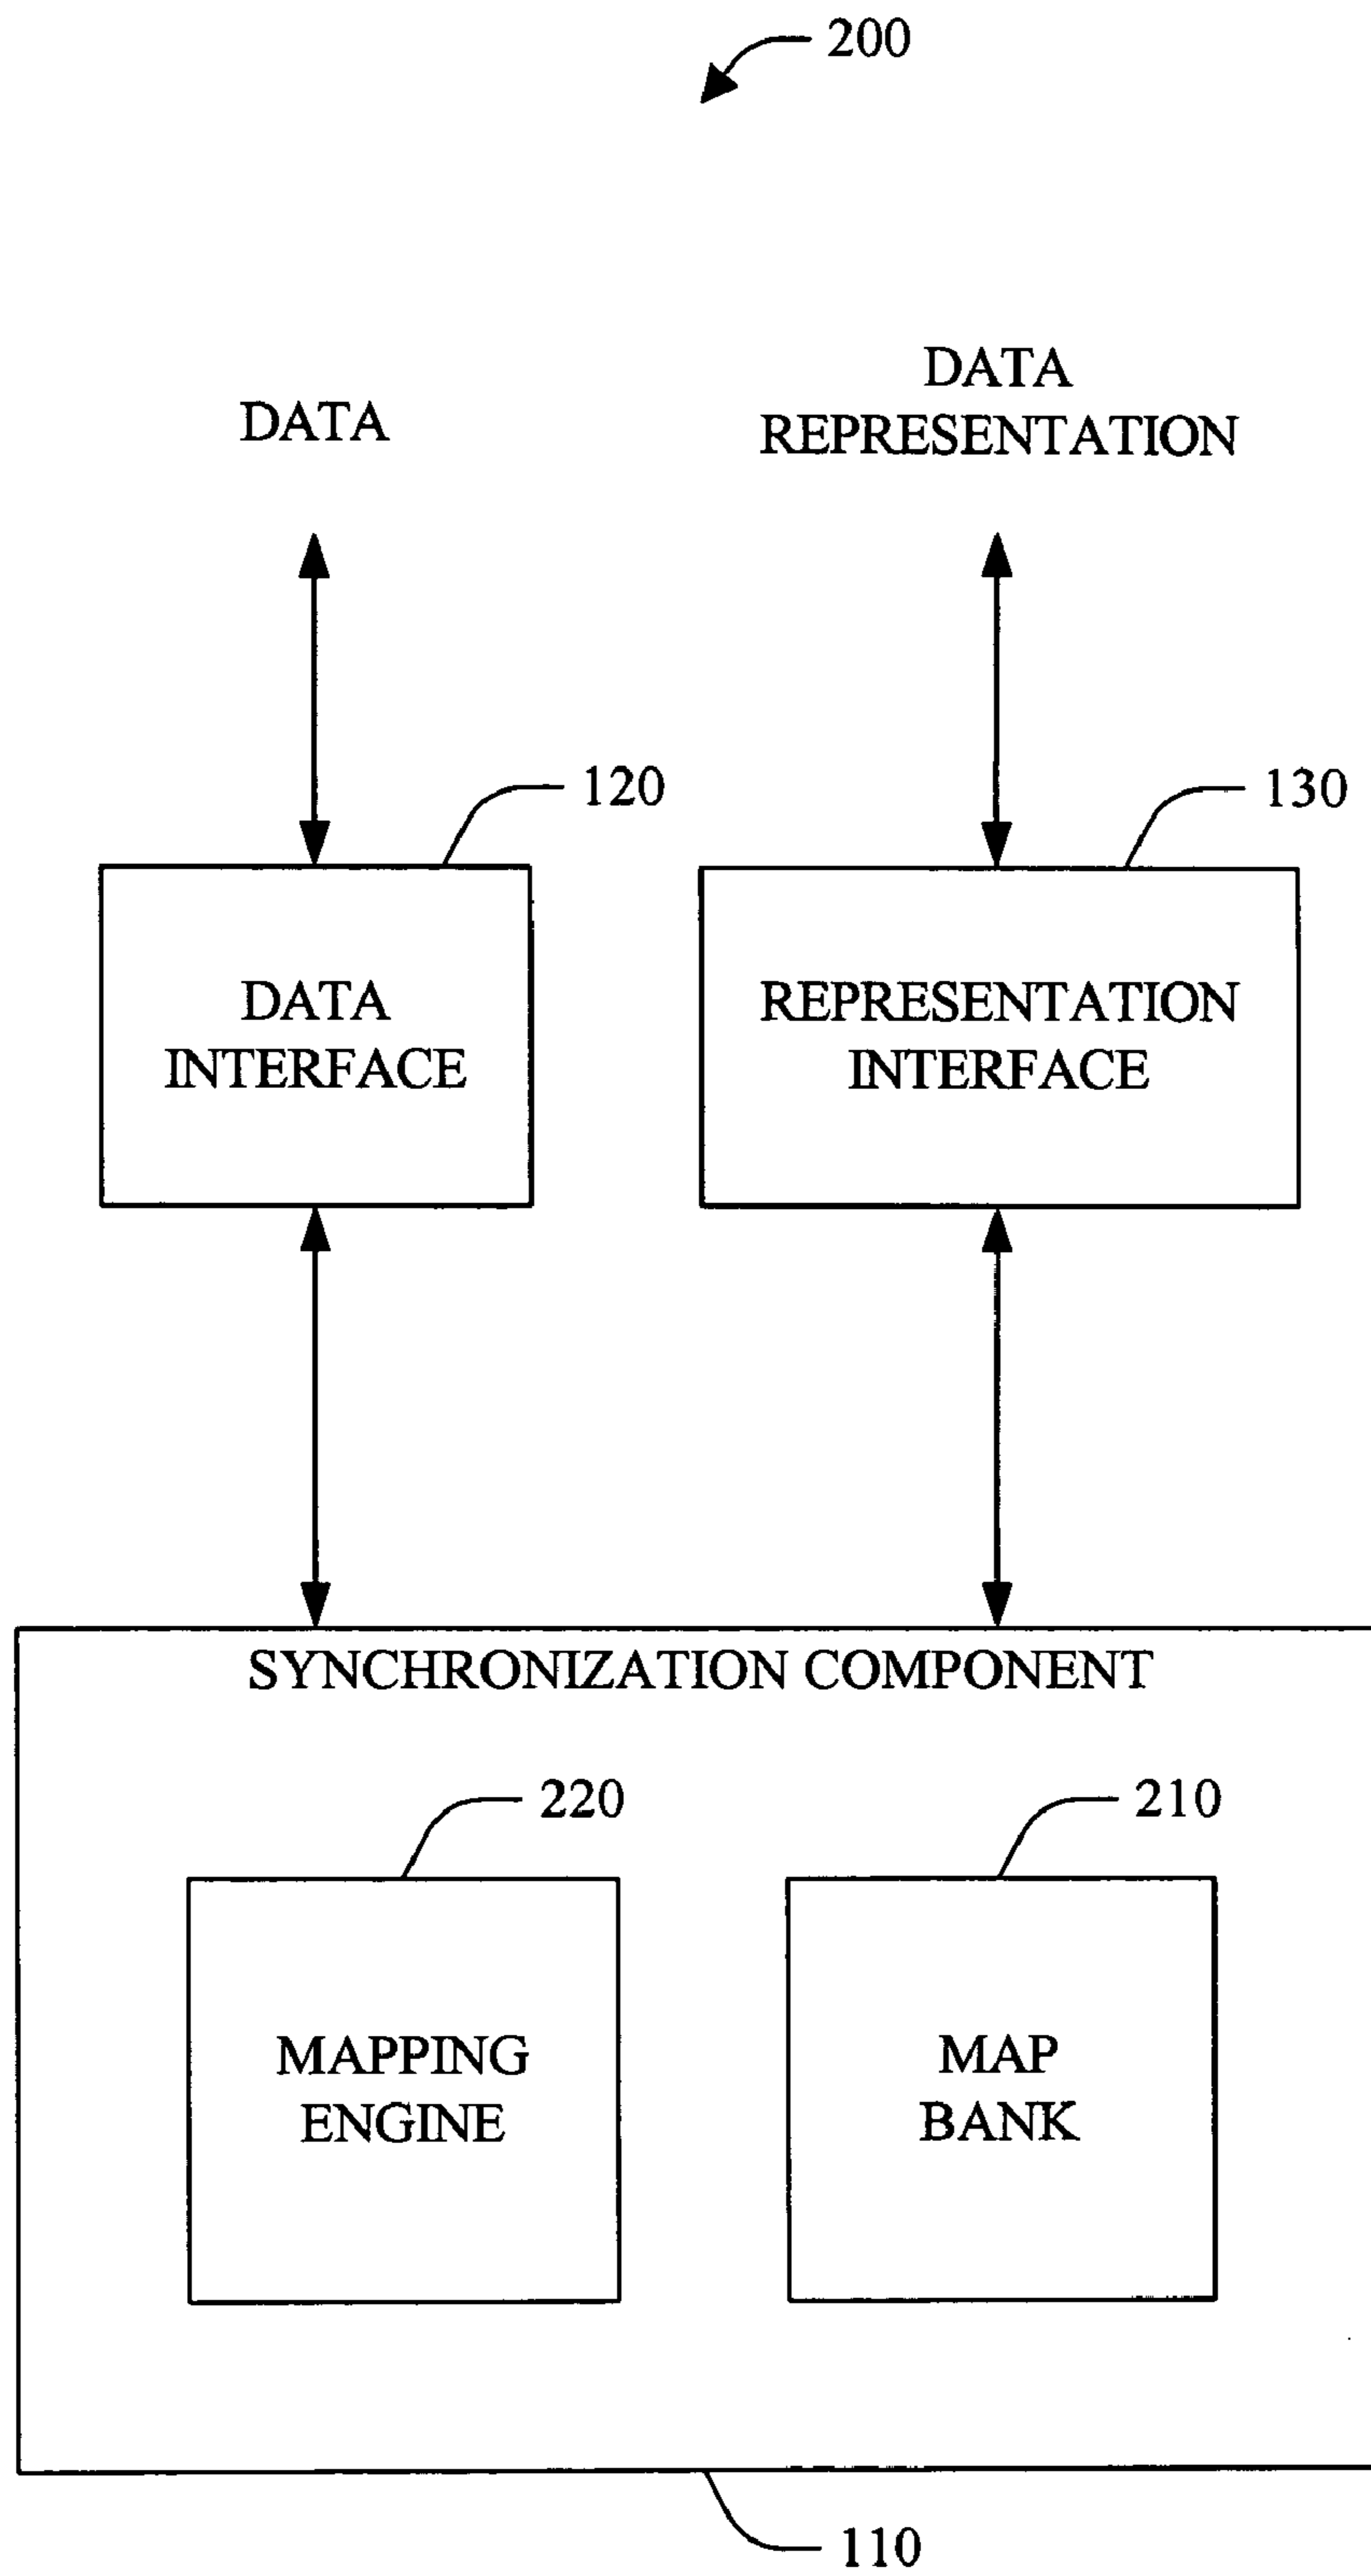 200
DATA
DATA
REPRESENTATION
120
130
DATA
INTERFACE
REPRESENTATION
INTERFACE
SYNCHRONIZATION COMPONENT
220
210
MAPPING
ENGINE
MAP
BANK
110